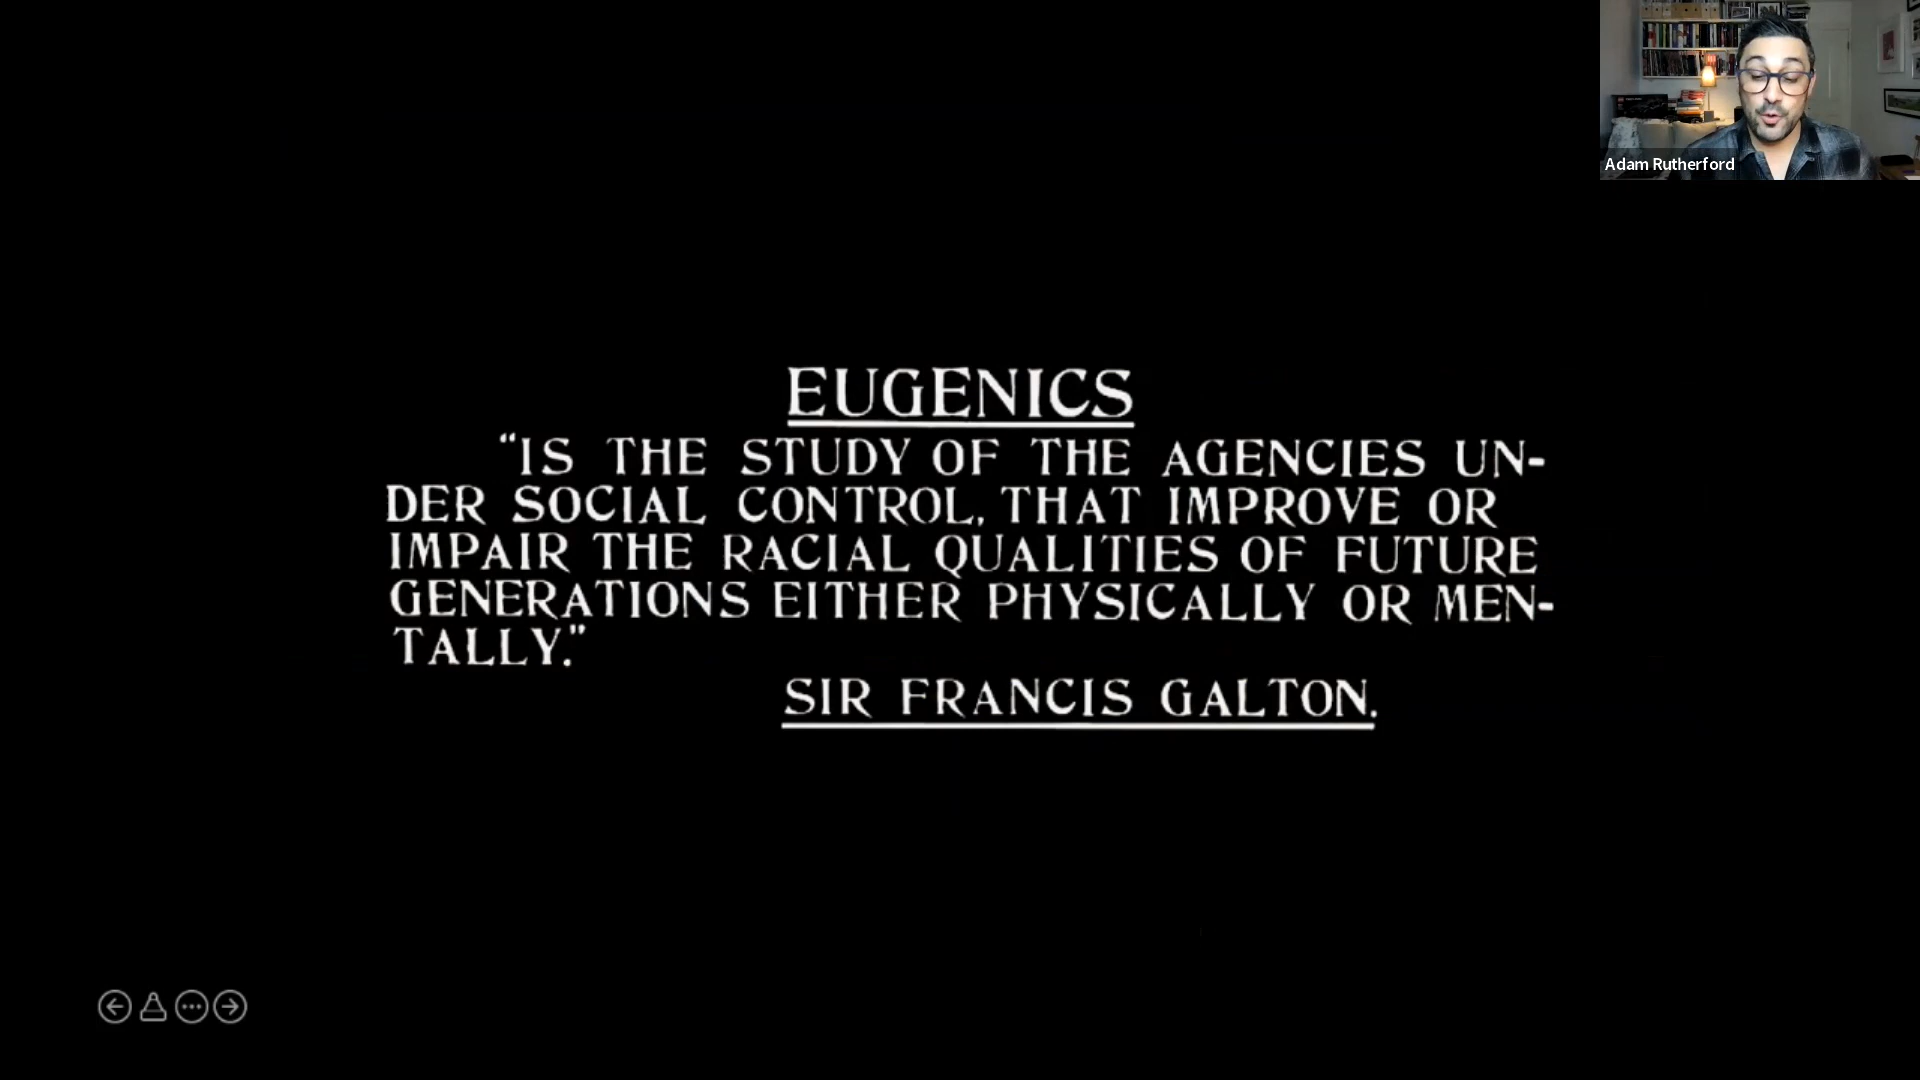 Adam Rutherford
EUGENICS
“IS THE STUDY OF THE AGENCIES UN-
DER SOCIAL CONTROL, THAT IMPROVE OR
IMPAIR THE RACIAL QUALITIES OF FUTURE
GENERATIONS EITHER PHYSICALLY OR MEN-
TALLY.”
SIR FRANCIS GALTON.